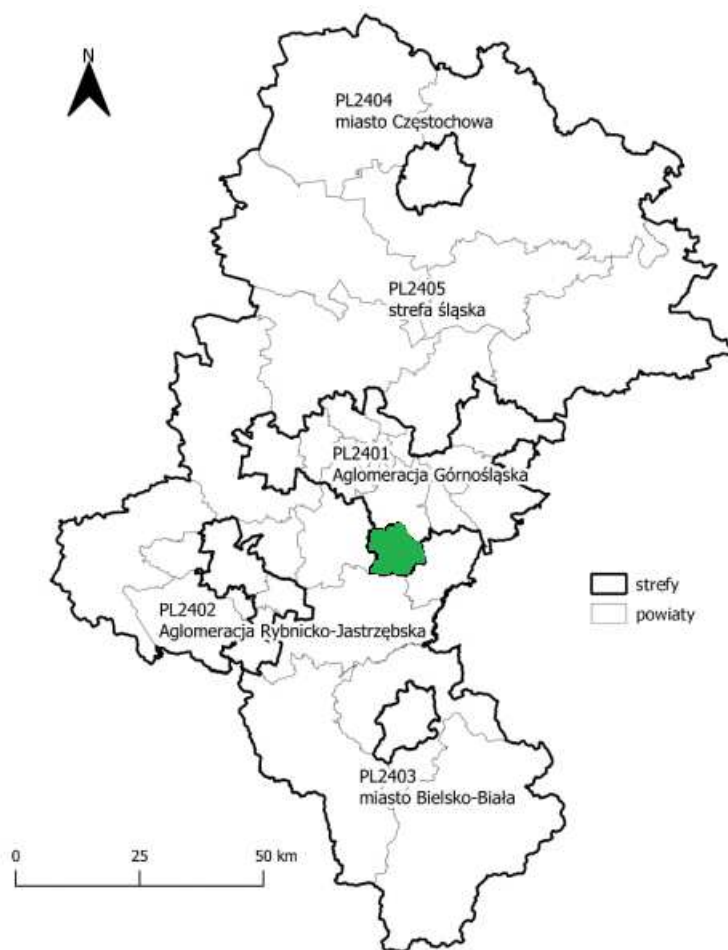 N
PL2404
miasto Częstochowa
PL2405
strefa śląska
PL2401
Aglomeracja Górnośląska
strefy
powiaty
PL2402
Aglomeracja Rybnicko-Jastrzębska
PL2403
miasto Bielsko-Biała
0 25 50 km